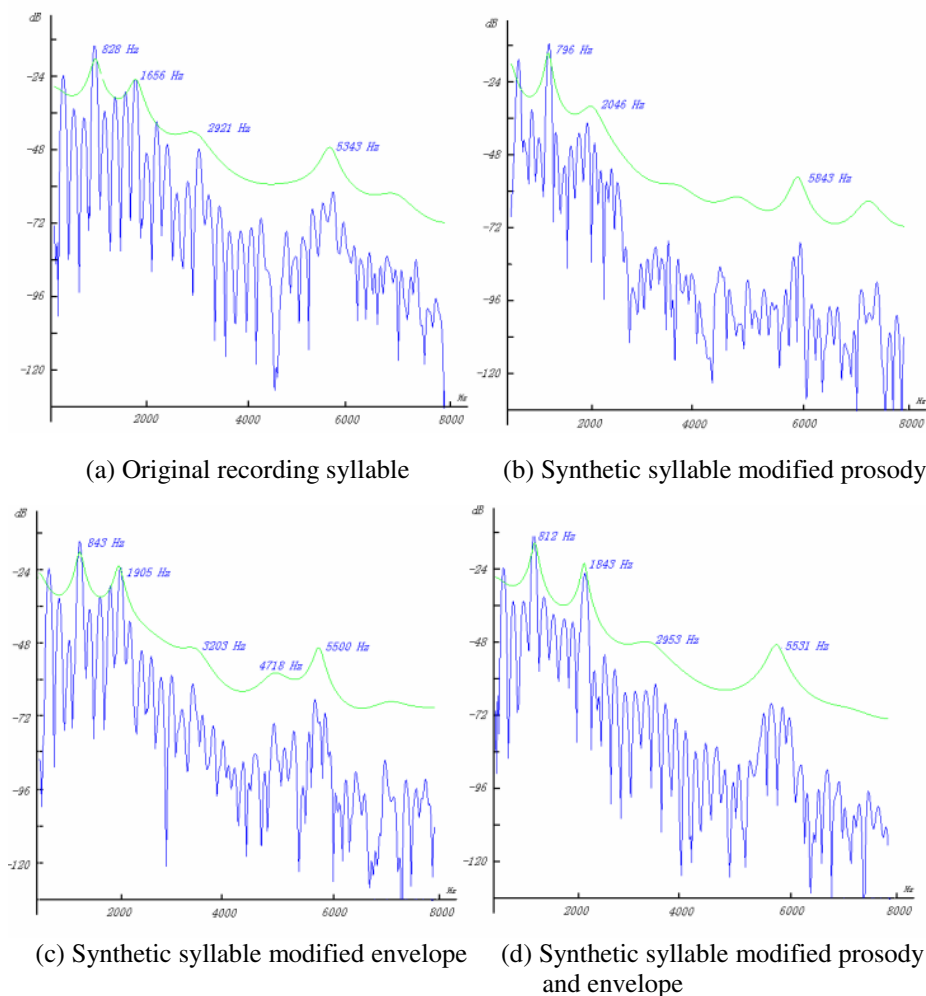 dB
828 Hz
1656 Hz
2921 Hz
5343 Hz
-24
-48
-72
-96
-120
2000
4000
6000
8000
Hz
(a) Original recording syllable
dB
796 Hz
2046 Hz
5843 Hz
-24
-48
-72
-96
-120
2000
4000
6000
8000
Hz
(b) Synthetic syllable modified prosody
dB
843 Hz
1905 Hz
3203 Hz
4718 Hz
5500 Hz
-24
-48
-72
-96
-120
2000
4000
6000
8000
Hz
(c) Synthetic syllable modified envelope
dB
812 Hz
1843 Hz
2953 Hz
5531 Hz
-24
-48
-72
-96
-120
2000
4000
6000
8000
Hz
(d) Synthetic syllable modified prosody
and envelope